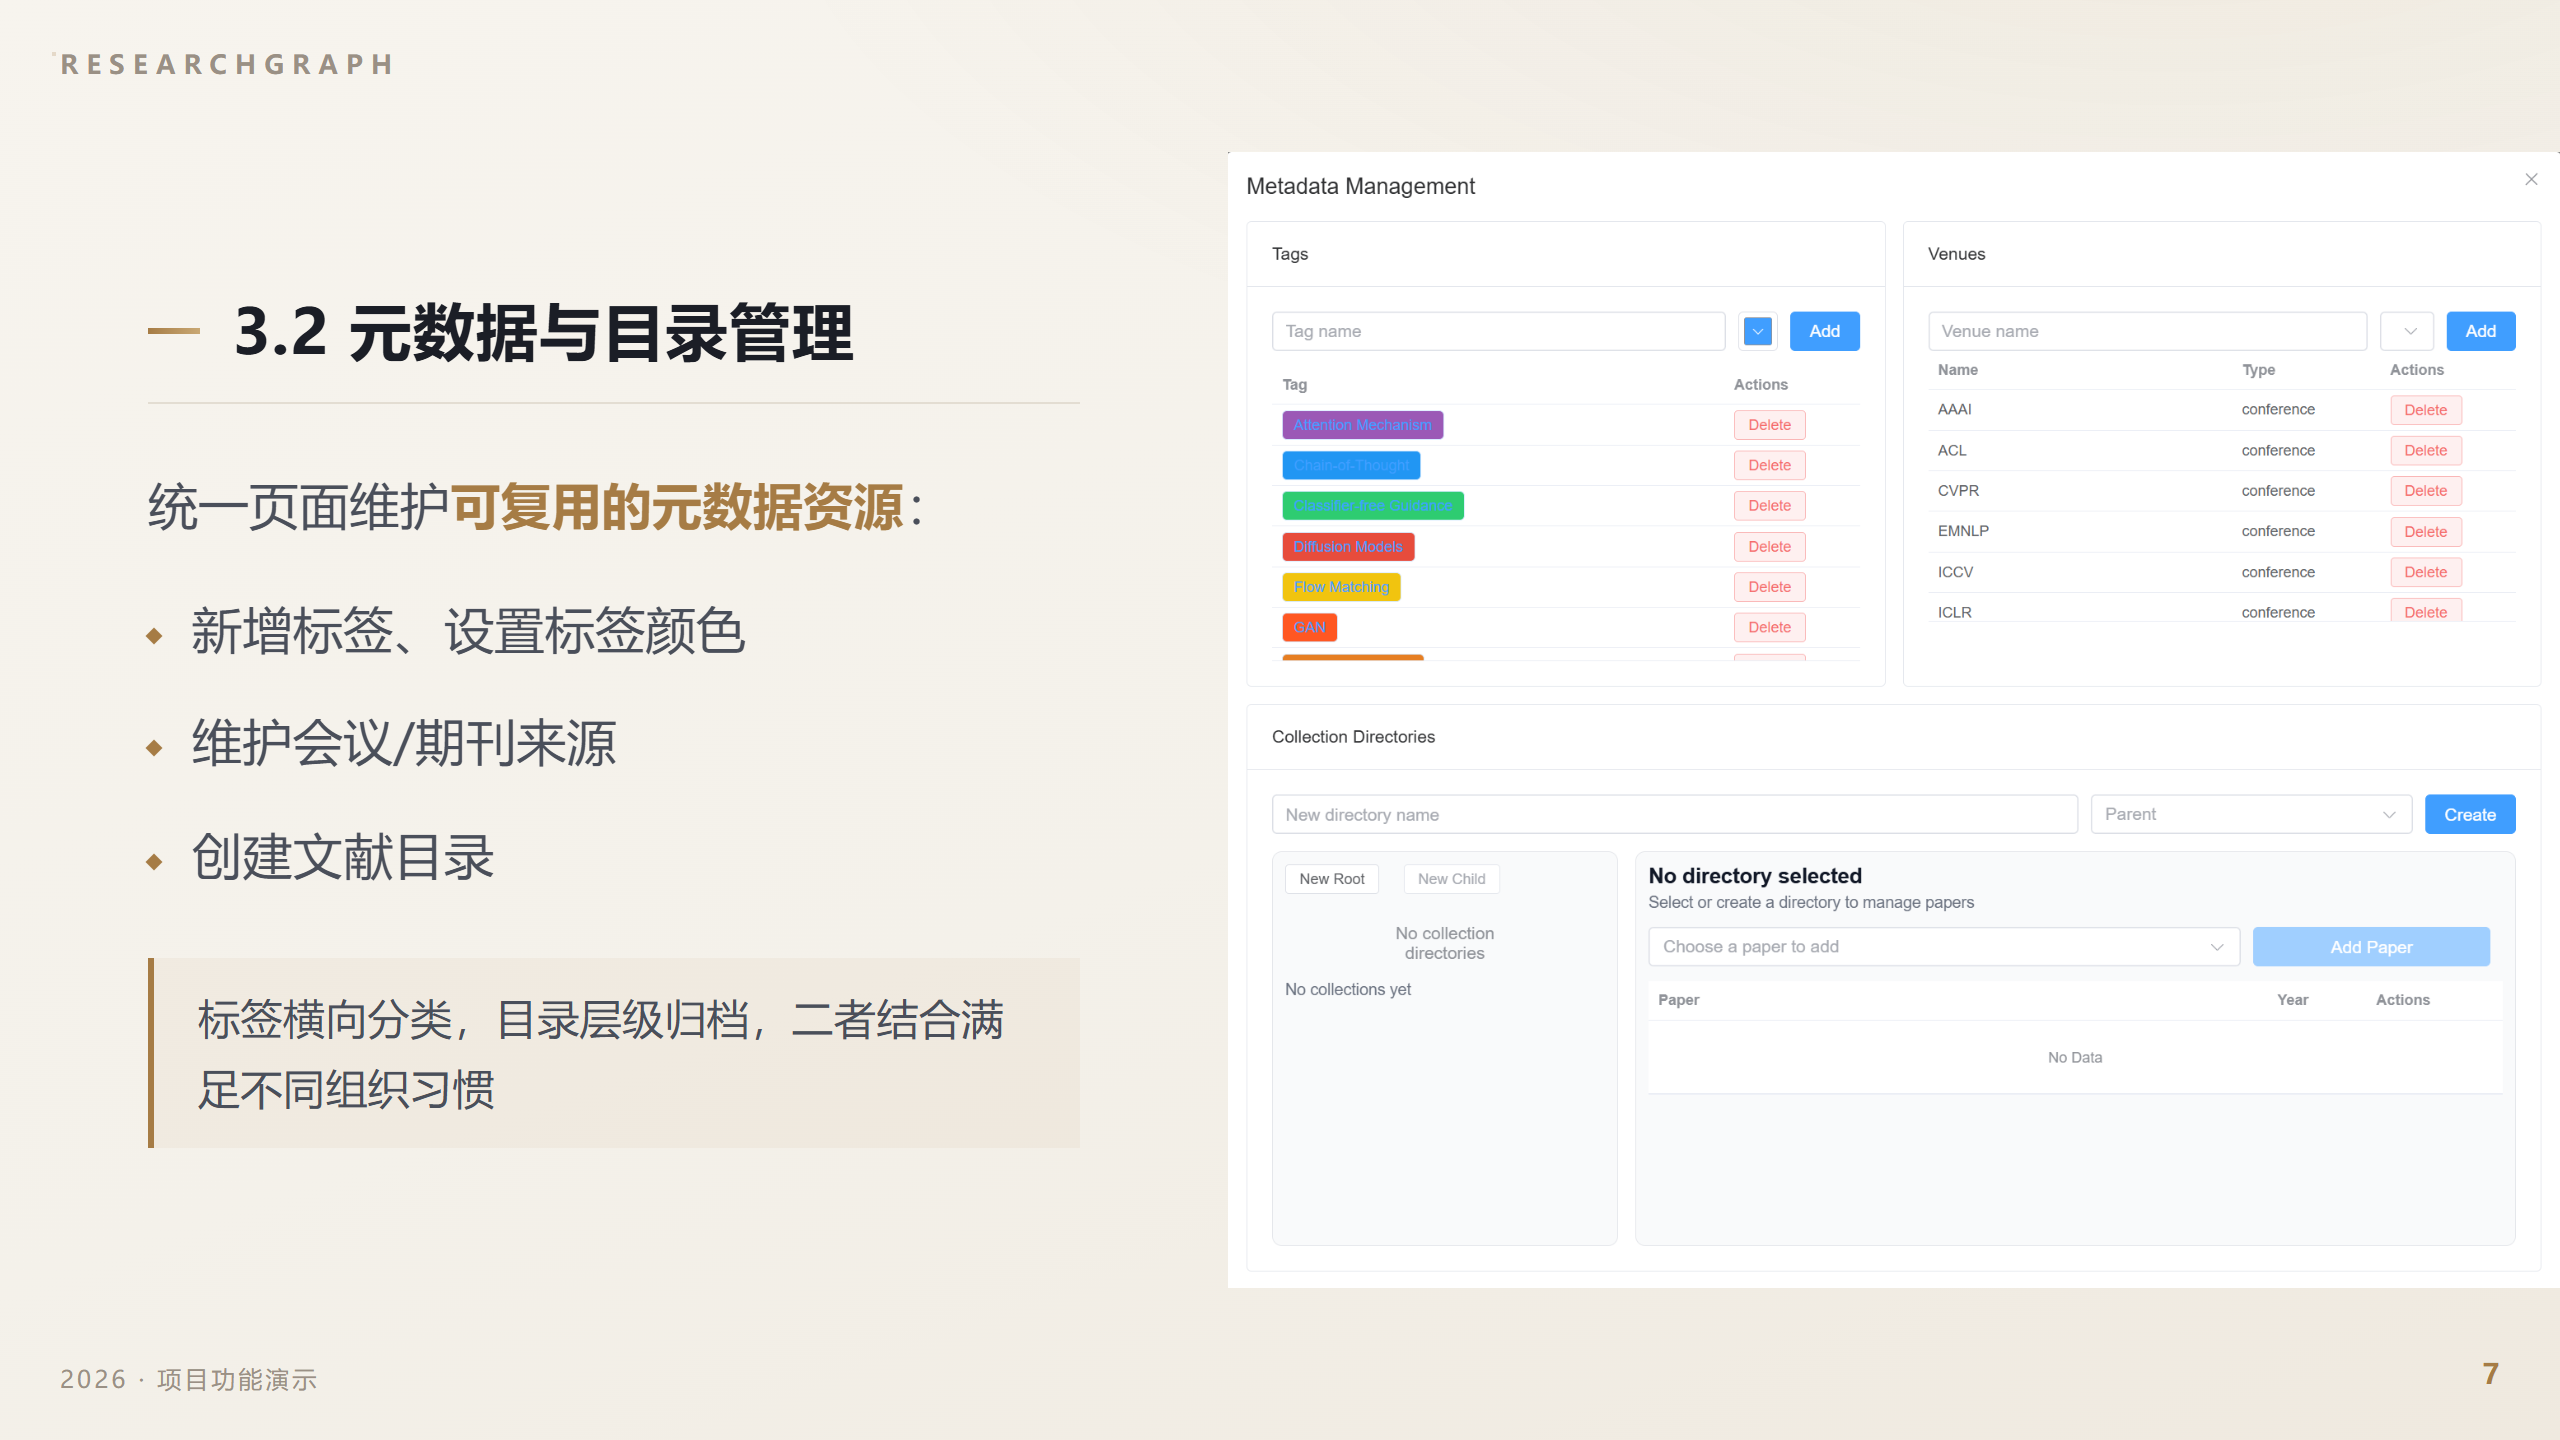 RESEARCHGRAPH
3.2 元数据与目录管理
统一页面维护可复用的元数据资源：
新增标签、设置标签颜色
维护会议/期刊来源
创建文献目录
标签横向分类，目录层级归档，二者结合满
足不同组织习惯
Metadata Management
Tags
Tag name
Add
Tag Actions
Attention Mechanism Delete
Chain-of-Thought Delete
Classifier-free Guidance Delete
Diffusion Models Delete
Flow Matching Delete
GAN Delete
Venues
Venue name
Add
Name Type Actions
AAAI conference Delete
ACL conference Delete
CVPR conference Delete
EMNLP conference Delete
ICCV conference Delete
ICLR conference Delete
Collection Directories
New directory name Parent Create
New Root New Child
No collection
directories
No collections yet
No directory selected
Select or create a directory to manage papers
Choose a paper to add Add Paper
Paper Year Actions
No Data
2026 · 项目功能演示
7